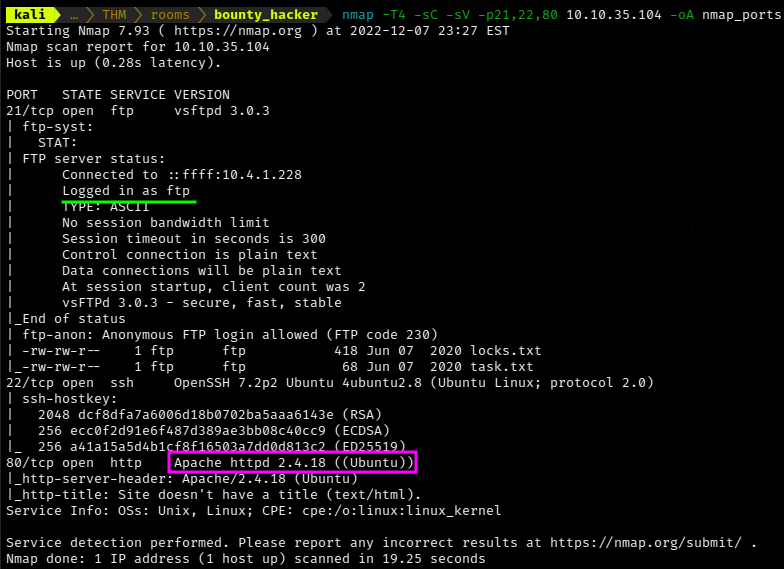 kali … THM rooms bounty_hacker nmap -T4 -sC -sV -p21,22,80 10.10.35.104 -oA nmap_ports
Starting Nmap 7.93 ( https://nmap.org ) at 2022-12-07 23:27 EST
Nmap scan report for 10.10.35.104
Host is up (0.28s latency).
PORT   STATE SERVICE VERSION
21/tcp open  ftp     vsftpd 3.0.3
| ftp-syst:
|   STAT:
| FTP server status:
|      Connected to ::ffff:10.4.1.228
|      Logged in as ftp
|      TYPE: ASCII
|      No session bandwidth limit
|      Session timeout in seconds is 300
|      Control connection is plain text
|      Data connections will be plain text
|      At session startup, client count was 2
|      vsFTPd 3.0.3 - secure, fast, stable
|_End of status
| ftp-anon: Anonymous FTP login allowed (FTP code 230)
| -rw-rw-r--    1 ftp      ftp           418 Jun 07  2020 locks.txt
|_-rw-rw-r--    1 ftp      ftp            68 Jun 07  2020 task.txt
22/tcp open  ssh     OpenSSH 7.2p2 Ubuntu 4ubuntu2.8 (Ubuntu Linux; protocol 2.0)
| ssh-hostkey:
|   2048 dcf8dfa7a6006d18b0702ba5aaa6143e (RSA)
|   256 ecc0f2d91e6f487d389ae3bb08c40cc9 (ECDSA)
|_  256 a41a15a5d4b1cf8f16503a7dd0d813c2 (ED25519)
80/tcp open  http    Apache httpd 2.4.18 ((Ubuntu))
|_http-server-header: Apache/2.4.18 (Ubuntu)
|_http-title: Site doesn't have a title (text/html).
Service Info: OSs: Unix, Linux; CPE: cpe:/o:linux:linux_kernel
Service detection performed. Please report any incorrect results at https://nmap.org/submit/ .
Nmap done: 1 IP address (1 host up) scanned in 19.25 seconds